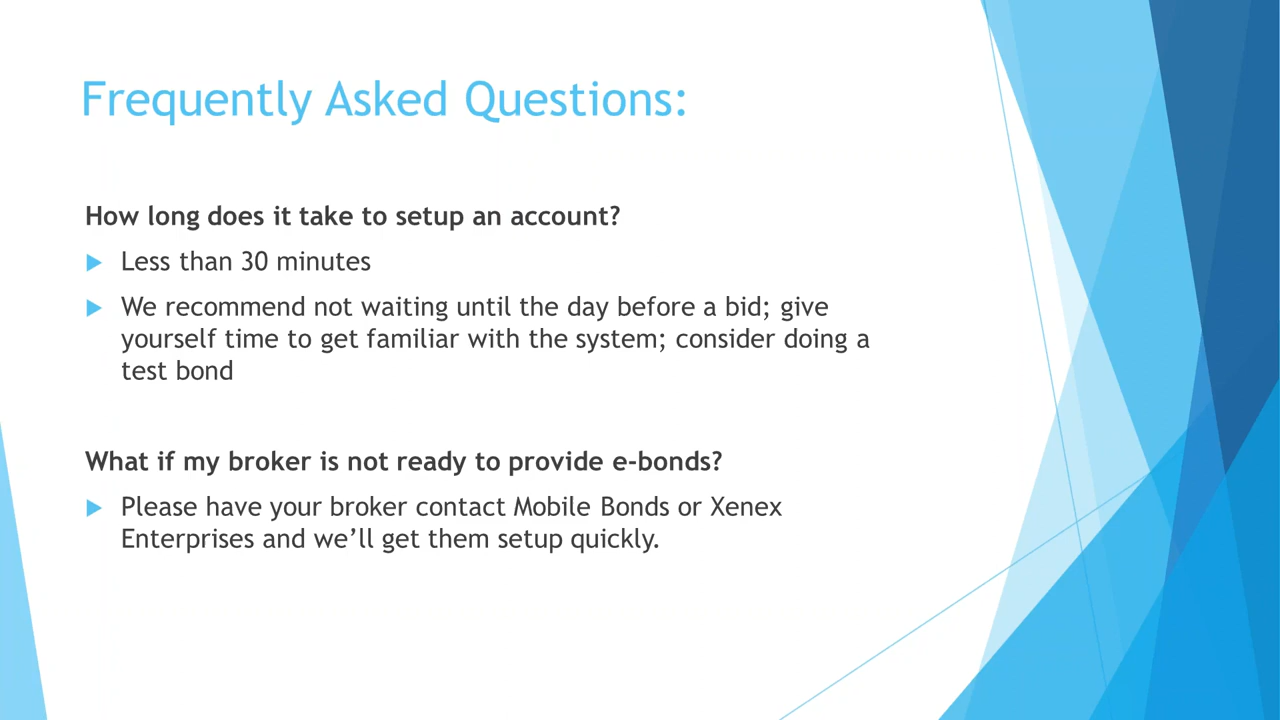 Frequently Asked Questions:
How long does it take to setup an account?
Less than 30 minutes
We recommend not waiting until the day before a bid; give
yourself time to get familiar with the system; consider doing a
test bond
What if my broker is not ready to provide e-bonds?
Please have your broker contact Mobile Bonds or Xenex
Enterprises and we’ll get them setup quickly.